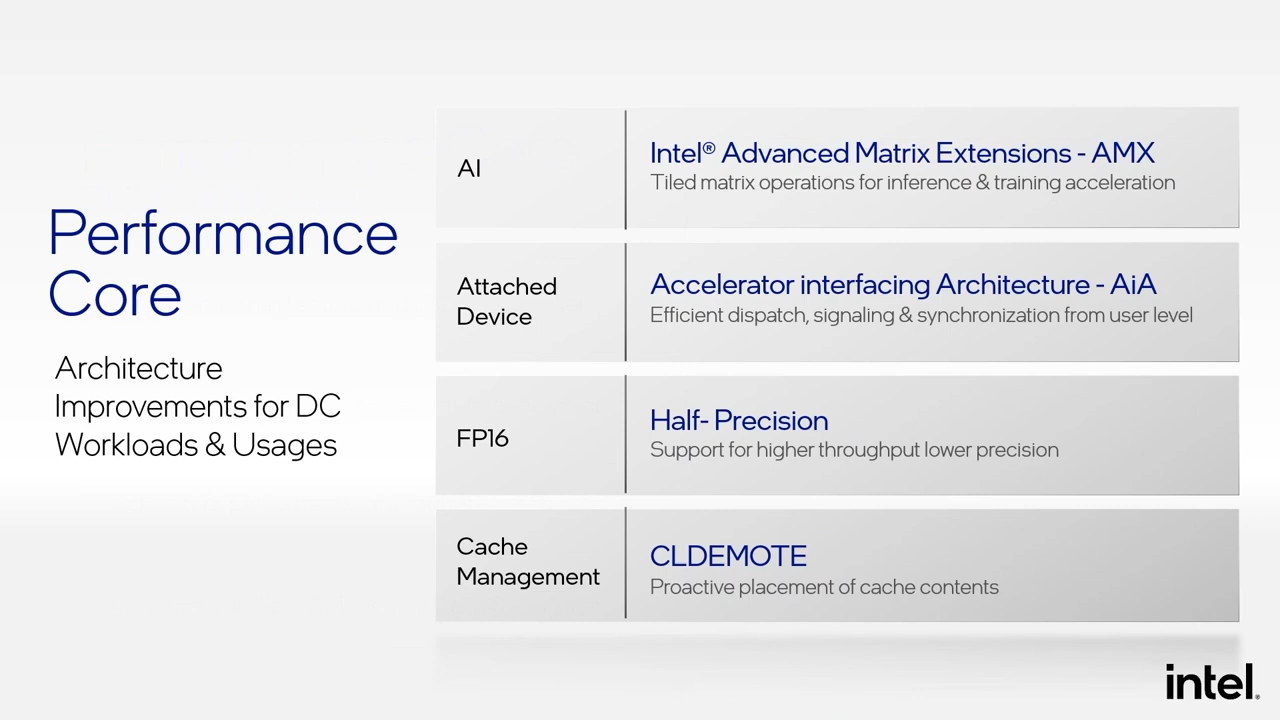 Performance
Core
Architecture
Improvements for DC
Workloads & Usages
AI
Intel® Advanced Matrix Extensions - AMX
Tiled matrix operations for inference & training acceleration
Attached
Device
Accelerator interfacing Architecture - AiA
Efficient dispatch, signaling & synchronization from user level
FP16
Half- Precision
Support for higher throughput lower precision
Cache
Management
CLDEMOTE
Proactive placement of cache contents
intel.